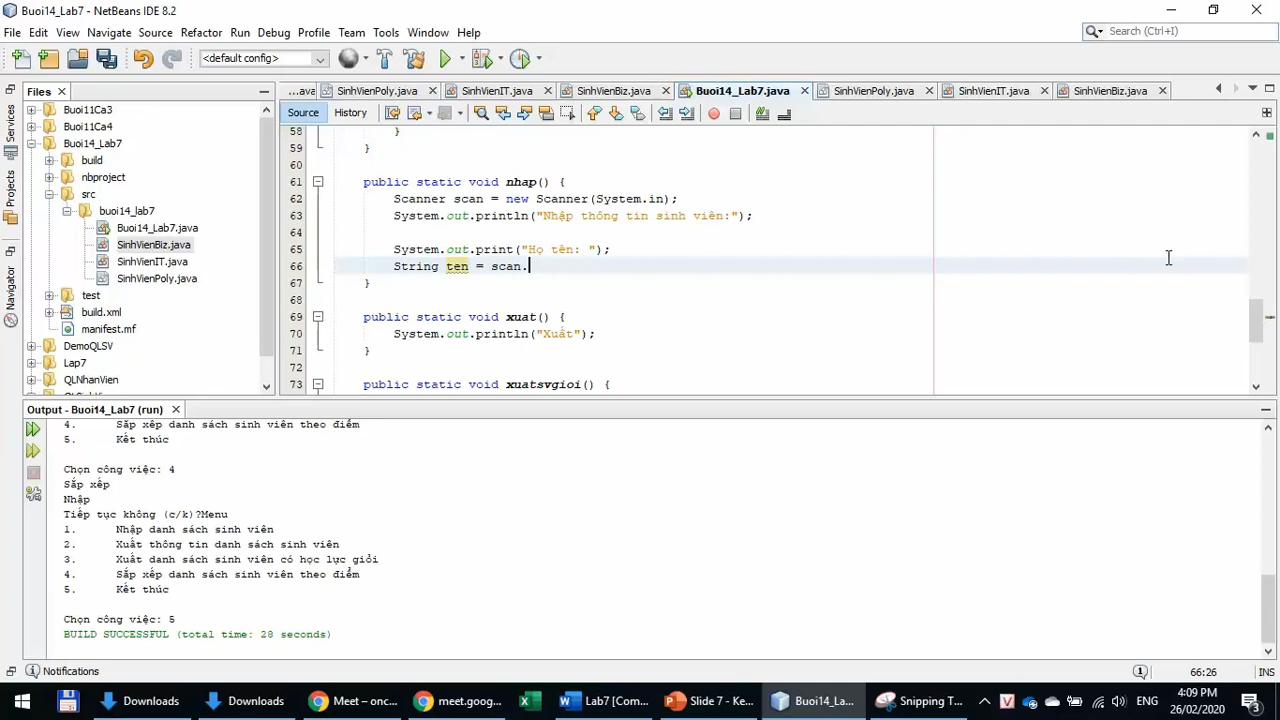 Buoi14_Lab7 - NetBeans IDE 8.2
File Edit View Navigate Source Refactor Run Debug Profile Team Tools Window Help
Search (Ctrl+I)
<default config>
Files
...ava SinhVienPoly.java SinhVienIT.java SinhVienBiz.java Buoi14_Lab7.java SinhVienPoly.java SinhVienIT.java SinhVienBiz.java
Source History
Services
Projects
Buoi11Ca3
Buoi11Ca4
Buoi14_Lab7
build
nbproject
src
buoi14_lab7
Buoi14_Lab7.java
SinhVienBiz.java
SinhVienIT.java
SinhVienPoly.java
test
build.xml
manifest.mf
DemoQLSV
Lap7
QLNhanVien
58 }
59 }
60
61 public static void nhap() {
62 Scanner scan = new Scanner(System.in);
63 System.out.println("Nhập thông tin sinh viên:");
64
65 System.out.print("Họ tên: ");
66 String ten = scan.
67 }
68
69 public static void xuat() {
70 System.out.println("Xuất");
71 }
72
73 public static void xuatsvgioi() {
Output - Buoi14_Lab7 (run)
4. Sắp xếp danh sách sinh viên theo điểm
5. Kết thúc
Chọn công việc: 4
Sắp xếp
Nhập
Tiếp tục không (c/k)?Menu
1. Nhập danh sách sinh viên
2. Xuất thông tin danh sách sinh viên
3. Xuất danh sách sinh viên có học lực giỏi
4. Sắp xếp danh sách sinh viên theo điểm
5. Kết thúc
Chọn công việc: 5
BUILD SUCCESSFUL (total time: 28 seconds)
Notifications
66:26 INS
Downloads Downloads Meet – onc... meet.goog... Lab7 [Com... Slide 7 - Ke... Buoi14_La... Snipping T...
ENG
4:09 PM
26/02/2020